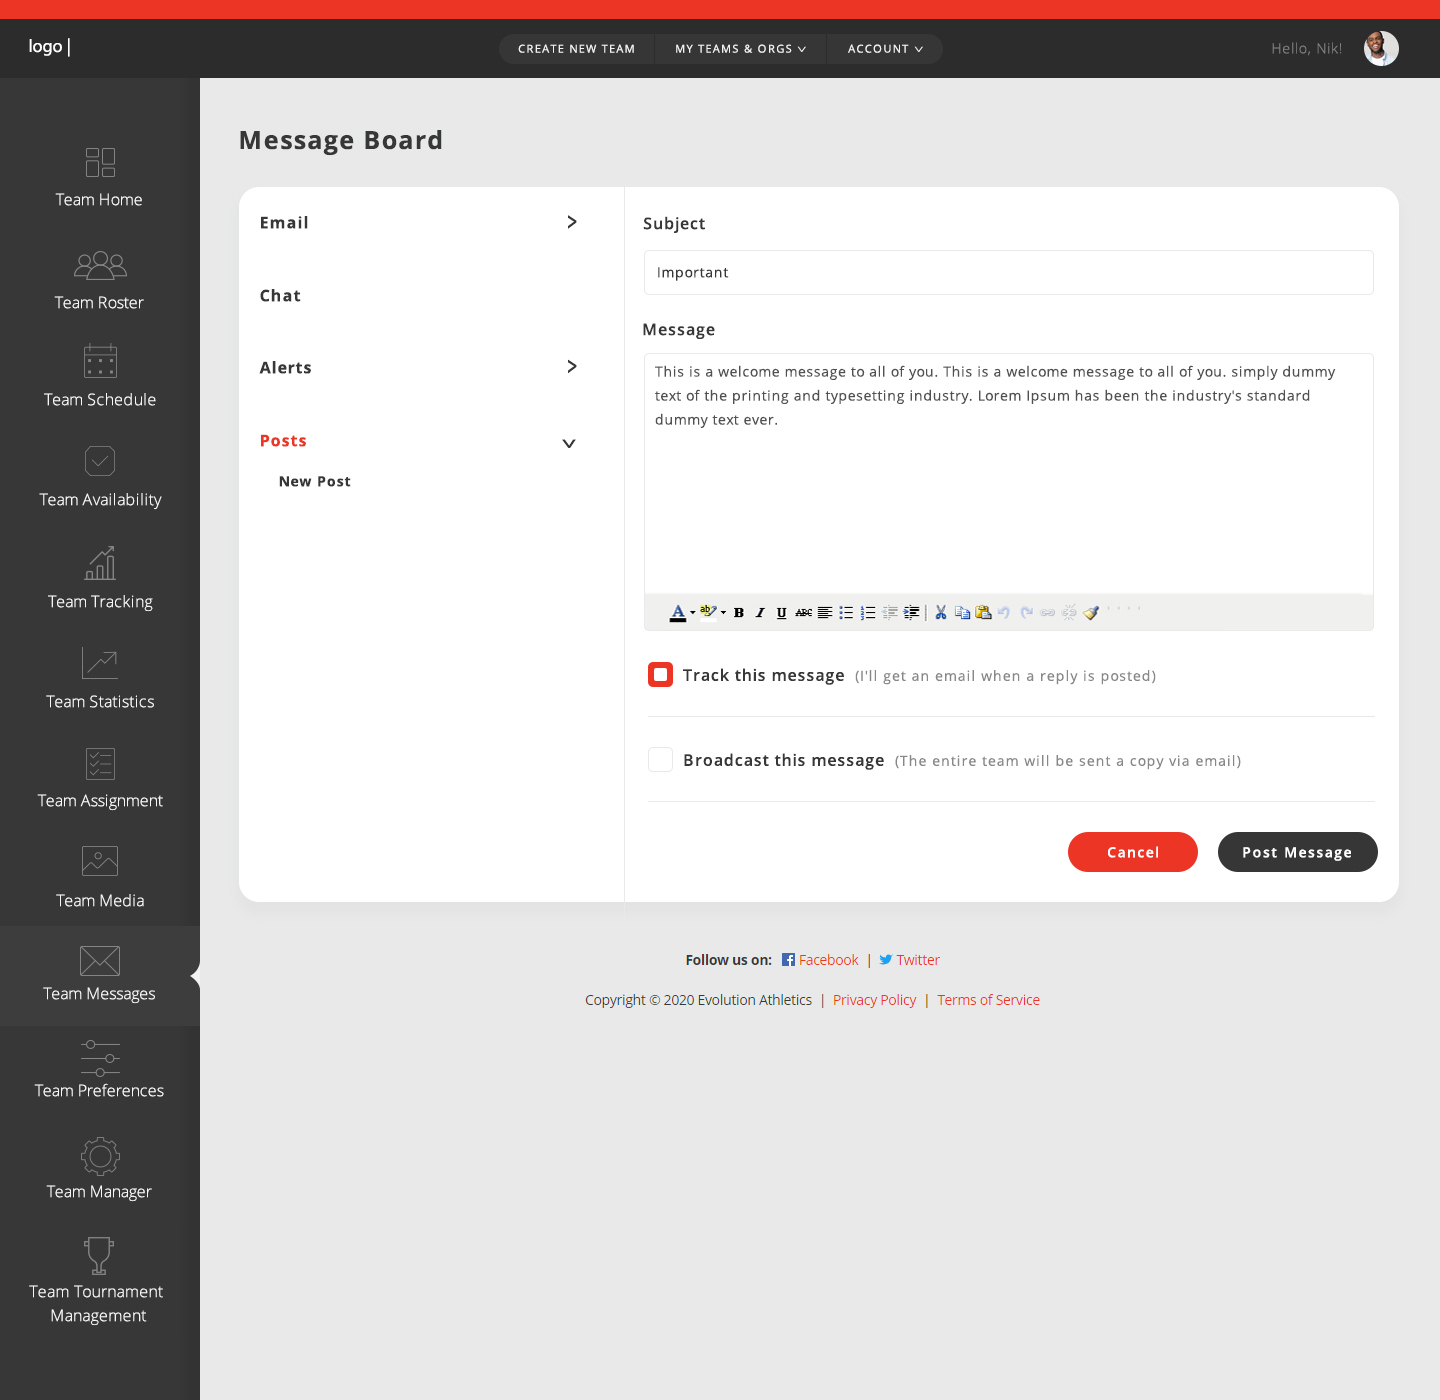 logo |
CREATE NEW TEAM
MY TEAMS & ORGS
ACCOUNT
Hello, Nik!
Team Home
Team Roster
Team Schedule
Team Availability
Team Tracking
Team Statistics
Team Assignment
Team Media
Team Messages
Team Preferences
Team Manager
Team Tournament
Management
Message Board
Email
Chat
Alerts
Posts
New Post
Subject
Important
Message
This is a welcome message to all of you. This is a welcome message to all of you. simply dummy
text of the printing and typesetting industry. Lorem Ipsum has been the industry's standard
dummy text ever.
A ab B I U ABC
Track this message (I'll get an email when a reply is posted)
Broadcast this message (The entire team will be sent a copy via email)
Cancel
Post Message
Follow us on: Facebook | Twitter
Copyright © 2020 Evolution Athletics | Privacy Policy | Terms of Service